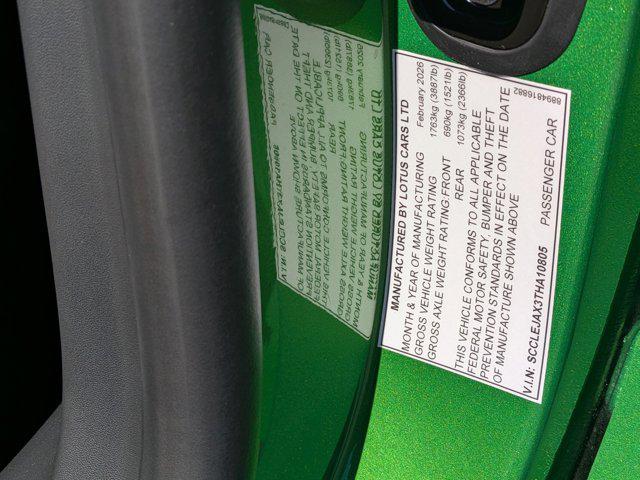 MANUFACTURED BY LOTUS CARS LTD
MONTH & YEAR OF MANUFACTURING February 2026
GROSS VEHICLE WEIGHT RATING 1763kg (3887lb)
GROSS AXLE WEIGHT RATING:FRONT 690kg (1521lb)
REAR 1073kg (2366lb)
THIS VEHICLE CONFORMS TO ALL APPLICABLE
FEDERAL MOTOR SAFETY, BUMPER AND THEFT
PREVENTION STANDARDS IN EFFECT ON THE DATE
OF MANUFACTURE SHOWN ABOVE
V.I.N: SCCLEJAX3THA10805 PASSENGER CAR
8894816882